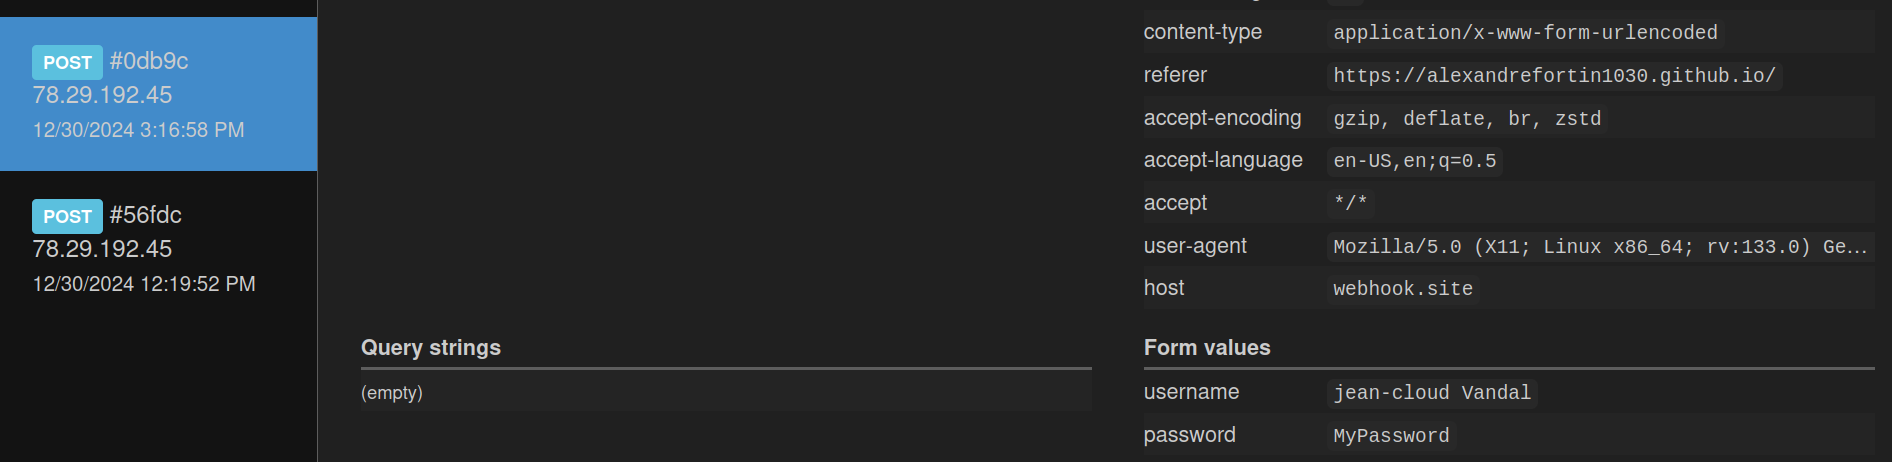 POST #0db9c
78.29.192.45
12/30/2024 3:16:58 PM
POST #56fdc
78.29.192.45
12/30/2024 12:19:52 PM
content-type application/x-www-form-urlencoded
referer https://alexandrefortin1030.github.io/
accept-encoding gzip, deflate, br, zstd
accept-language en-US,en;q=0.5
accept */*
user-agent Mozilla/5.0 (X11; Linux x86_64; rv:133.0) Ge...
host webhook.site
Query strings
(empty)
Form values
username jean-cloud Vandal
password MyPassword